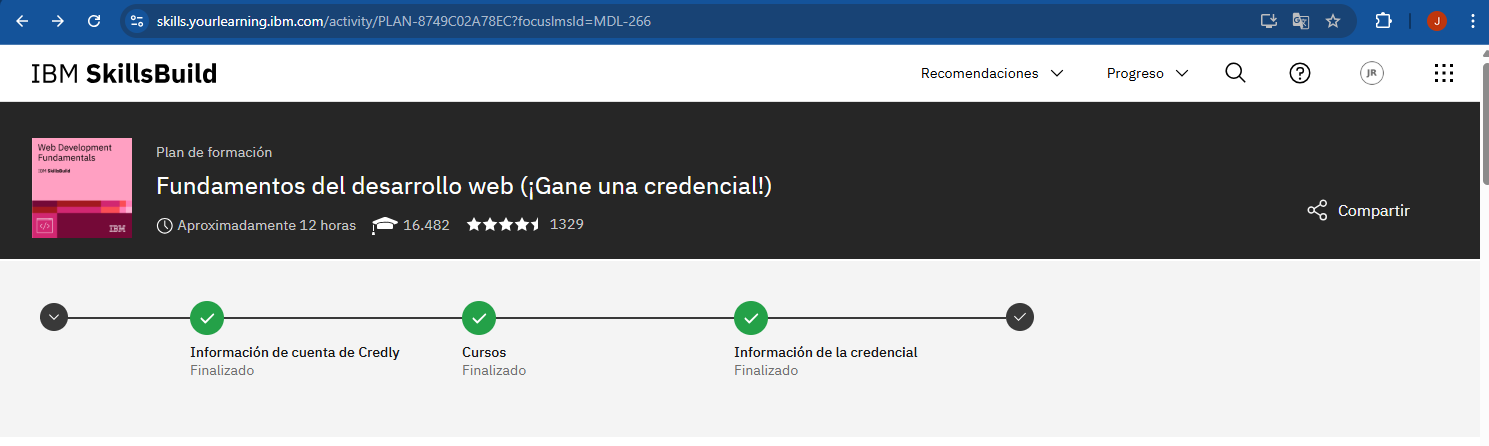 skills.yourlearning.ibm.com/activity/PLAN-8749C02A78EC?focuslmsId=MDL-266
J
IBM SkillsBuild
Recomendaciones
Progreso
JR
Web Development
Fundamentals
IBM SkillsBuild
IBM
Plan de formación
Fundamentos del desarrollo web (¡Gane una credencial!)
Aproximadamente 12 horas
16.482
1329
Compartir
Información de cuenta de Credly
Finalizado
Cursos
Finalizado
Información de la credencial
Finalizado